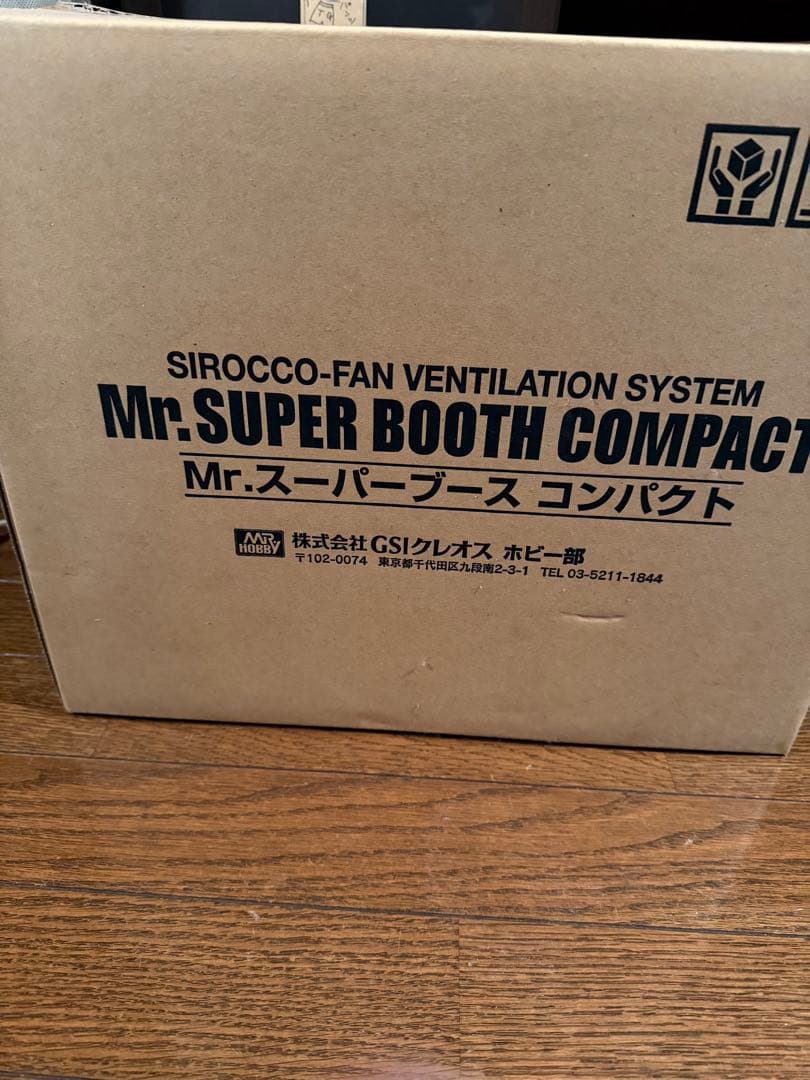 SIROCCO-FAN VENTILATION SYSTEM
Mr.SUPER BOOTH COMPACT
Mr.スーパーブース コンパクト
MR. HOBBY 株式会社 GSIクレオス ホビー部
〒102-0074 東京都千代田区九段南2-3-1 TEL 03-5211-1844